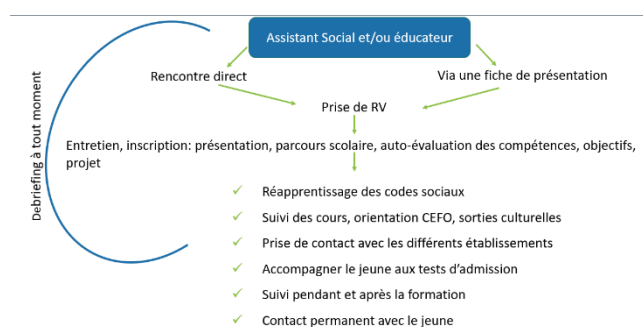 Assistant Social et/ou éducateur
Rencontre direct
Via une fiche de présentation
Prise de RV
Entretien, inscription: présentation, parcours scolaire, auto-évaluation des compétences, objectifs,
projet
Debriefing à tout moment
✓ Réapprentissage des codes sociaux
✓ Suivi des cours, orientation CEFO, sorties culturelles
✓ Prise de contact avec les différents établissements
✓ Accompagner le jeune aux tests d'admission
✓ Suivi pendant et après la formation
✓ Contact permanent avec le jeune